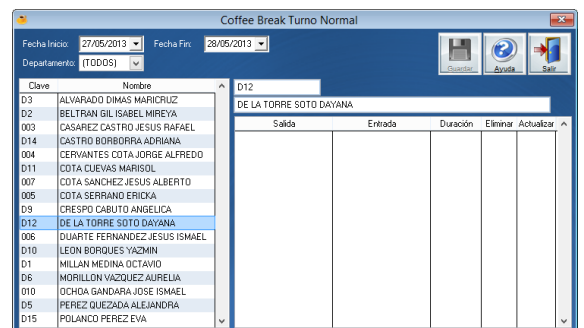 Coffee Break Turno Normal
Fecha Inicio: 27/05/2013 Fecha Fin: 28/05/2013
Departamento: (TODOS)
Guardar Ayuda Salir
Clave Nombre
D12
DE LA TORRE SOTO DAYANA
Salida Entrada Duración Eliminar Actualizar
D3 ALVARADO DIMAS MARICRUZ
D2 BELTRAN GIL ISABEL MIREYA
003 CASAREZ CASTRO JESUS RAFAEL
D14 CASTRO BORBORRA ADRIANA
004 CERVANTES COTA JORGE ALFREDO
D11 COTA CUEVAS MARISOL
007 COTA SANCHEZ JESUS ALBERTO
005 COTA SERRANO ERICKA
D9 CRESPO CABUTO ANGELICA
D12 DE LA TORRE SOTO DAYANA
006 DUARTE FERNANDEZ JESUS ISMAEL
D10 LEON BORQUES YAZMIN
D1 MILLAN MEDINA OCTAVIO
D6 MORILLON VAZQUEZ AURELIA
010 OCHOA GANDARA JOSE ISMAEL
D5 PEREZ QUEZADA ALEJANDRA
D15 POLANCO PEREZ EVA